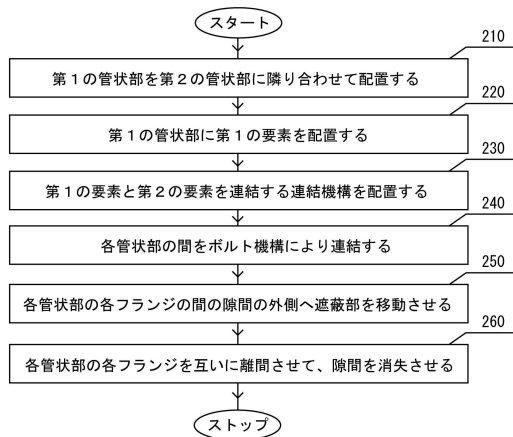 スタート
210
第１の管状部を第２の管状部に隣り合わせて配置する
220
第１の管状部に第１の要素を配置する
230
第１の要素と第２の要素を連結する連結機構を配置する
240
各管状部の間をボルト機構により連結する
250
各管状部の各フランジの間の隙間の外側へ遮蔽部を移動させる
260
各管状部の各フランジを互いに離間させて、隙間を消失させる
ストップ